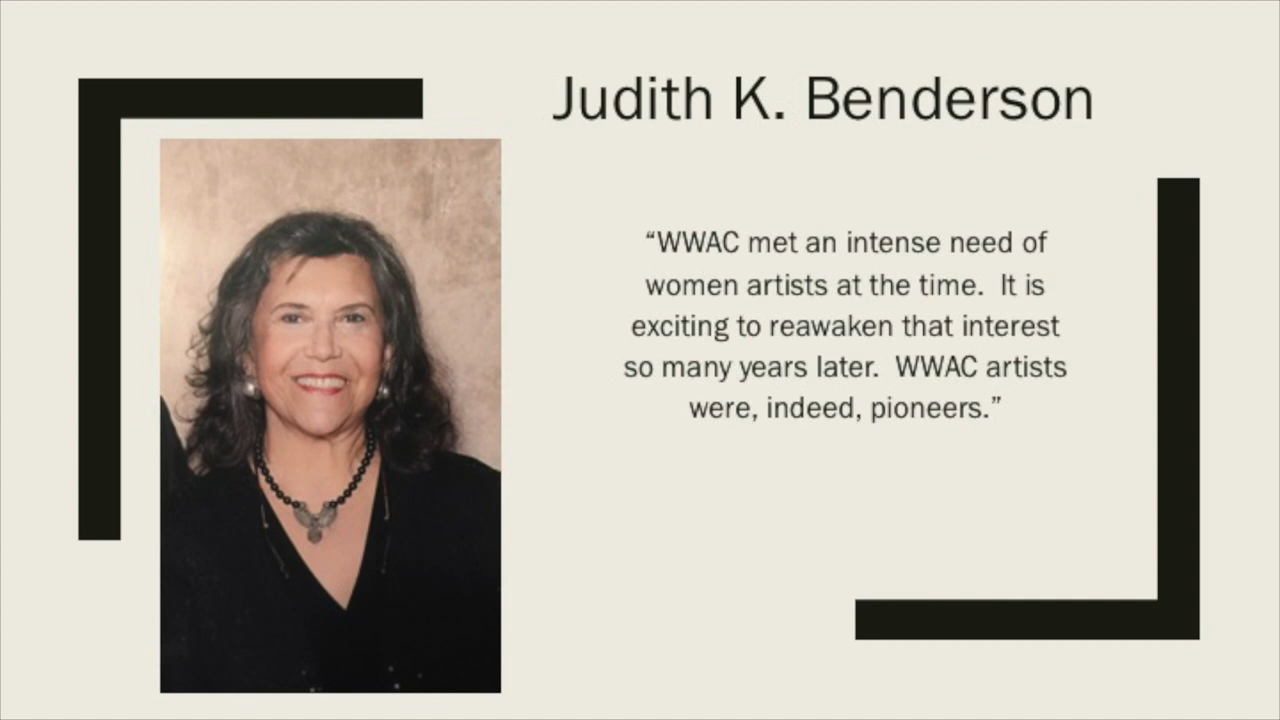 Judith K. Benderson
“WWAC met an intense need of
women artists at the time.  It is
exciting to reawaken that interest
so many years later.  WWAC artists
were, indeed, pioneers.”